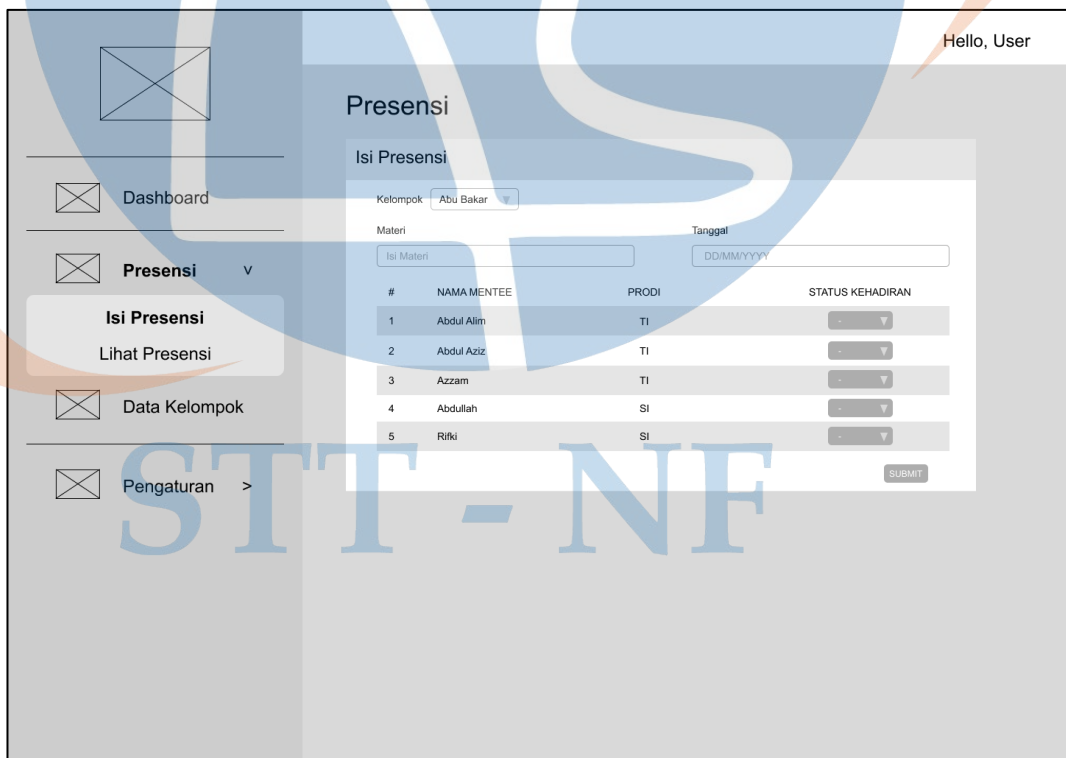 Hello, User
Dashboard
Presensi v
Isi Presensi
Lihat Presensi
Data Kelompok
Pengaturan >
Presensi
Isi Presensi
Kelompok Abu Bakar
Materi Tanggal
Isi Materi DD/MM/YYYY
# NAMA MENTEE PRODI STATUS KEHADIRAN
1 Abdul Alim TI -
2 Abdul Aziz TI -
3 Azzam TI -
4 Abdullah SI -
5 Rifki SI -
SUBMIT
STT - NF